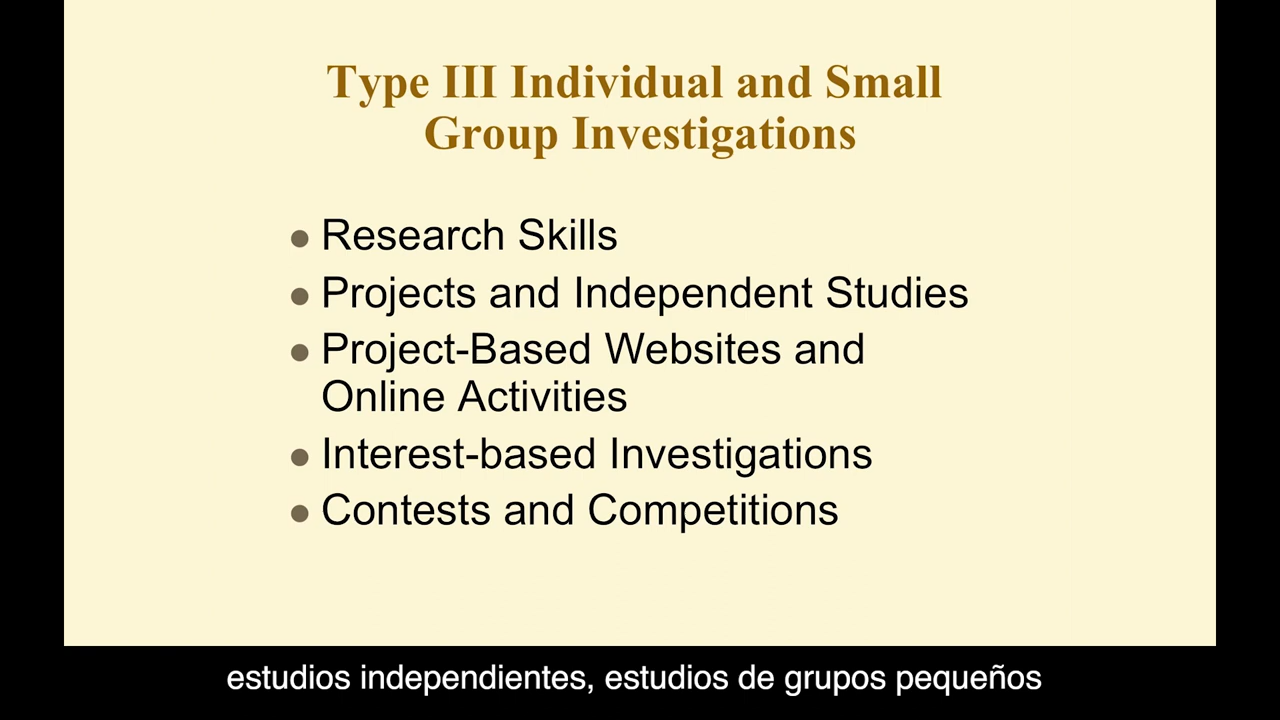 Type III Individual and Small
Group Investigations
● Research Skills
● Projects and Independent Studies
● Project-Based Websites and
Online Activities
● Interest-based Investigations
● Contests and Competitions
estudios independientes, estudios de grupos pequeños